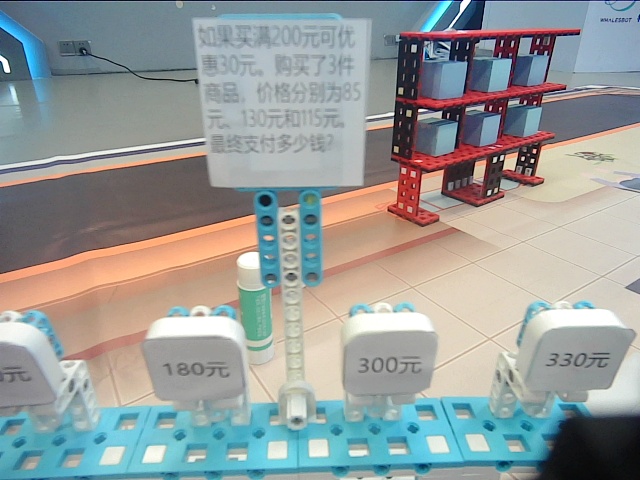 如果买满200元可优
惠30元。购买了3件
商品，价格分别为85
元、130元和115元，
最终支付多少钱?
元
180元
300元
330元
WHALESBOT